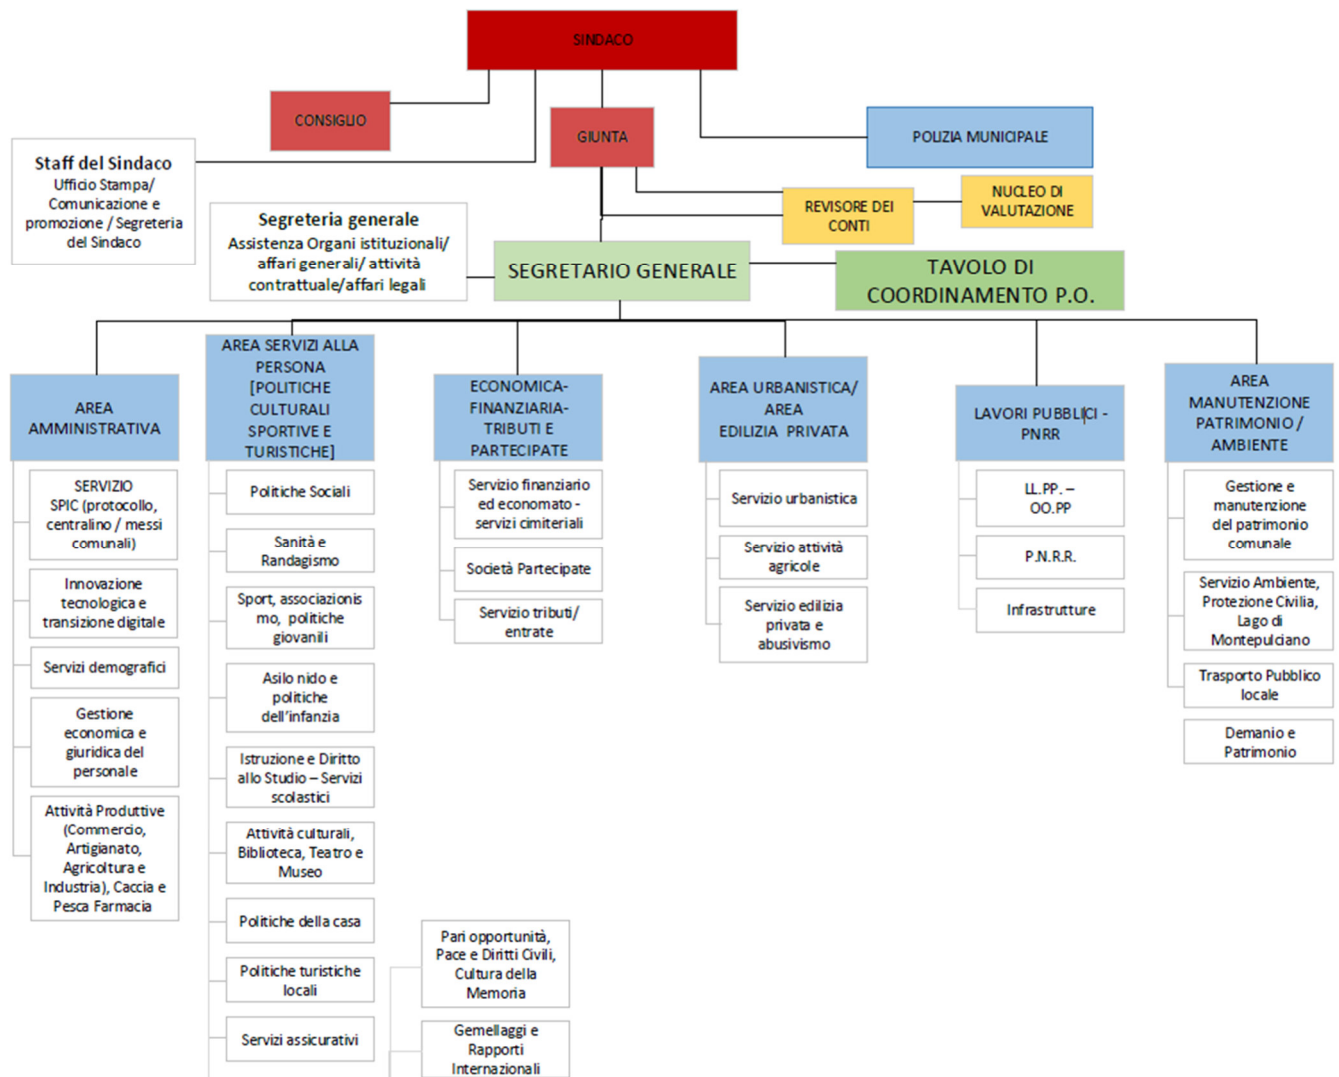 SINDACO
CONSIGLIO
GIUNTA
POLIZIA MUNICIPALE
Staff del Sindaco
Ufficio Stampa/
Comunicazione e
promozione / Segreteria
del Sindaco
REVISORE DEI
CONTI
NUCLEO DI
VALUTAZIONE
Segreteria generale
Assistenza Organi istituzionali/
affari generali/ attività
contrattuale/affari legali
SEGRETARIO GENERALE
TAVOLO DI
COORDINAMENTO P.O.
AREA
AMMINISTRATIVA
SERVIZIO
SPIC (protocollo,
centralino / messi
comunali)
Innovazione
tecnologica e
transizione digitale
Servizi demografici
Gestione
economica e
giuridica del
personale
Attività Produttive
(Commercio,
Artigianato,
Agricoltura e
Industria), Caccia e
Pesca Farmacia
AREA SERVIZI ALLA
PERSONA
[POLITICHE
CULTURALI
SPORTIVE E
TURISTICHE]
Politiche Sociali
Sanità e
Randagismo
Sport, associazionis
mo, politiche
giovanili
Asilo nido e
politiche
dell'infanzia
Istruzione e Diritto
allo Studio – Servizi
scolastici
Attività culturali,
Biblioteca, Teatro e
Museo
Politiche della casa
Politiche turistiche
locali
Servizi assicurativi
Pari opportunità,
Pace e Diritti Civili,
Cultura della
Memoria
Gemellaggi e
Rapporti
Internazionali
ECONOMICA-
FINANZIARIA-
TRIBUTI E
PARTECIPATE
Servizio finanziario
ed economato -
servizi cimiteriali
Società Partecipate
Servizio tributi/
entrate
AREA URBANISTICA/
AREA
EDILIZIA PRIVATA
Servizio urbanistica
Servizio attività
agricole
Servizio edilizia
privata e
abusivismo
LAVORI PUBBLICI -
PNRR
LL.PP. –
OO.PP
P.N.R.R.
Infrastrutture
AREA
MANUTENZIONE
PATRIMONIO /
AMBIENTE
Gestione e
manutenzione
del patrimonio
comunale
Servizio Ambiente,
Protezione Civilia,
Lago di
Montepulciano
Trasporto Pubblico
locale
Demanio e
Patrimonio